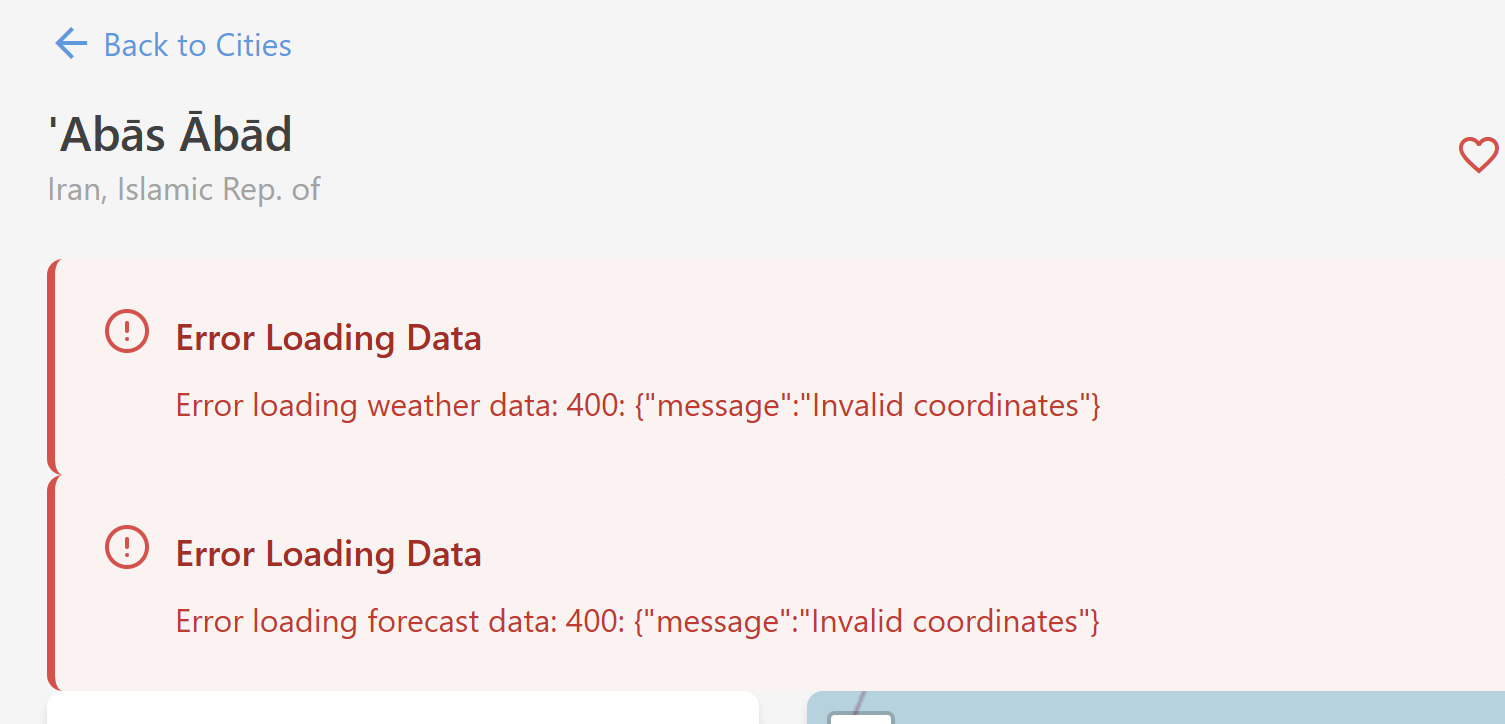 Back to Cities
'Abās Ābād
Iran, Islamic Rep. of
Error Loading Data
Error loading weather data: 400: {"message":"Invalid coordinates"}
Error Loading Data
Error loading forecast data: 400: {"message":"Invalid coordinates"}